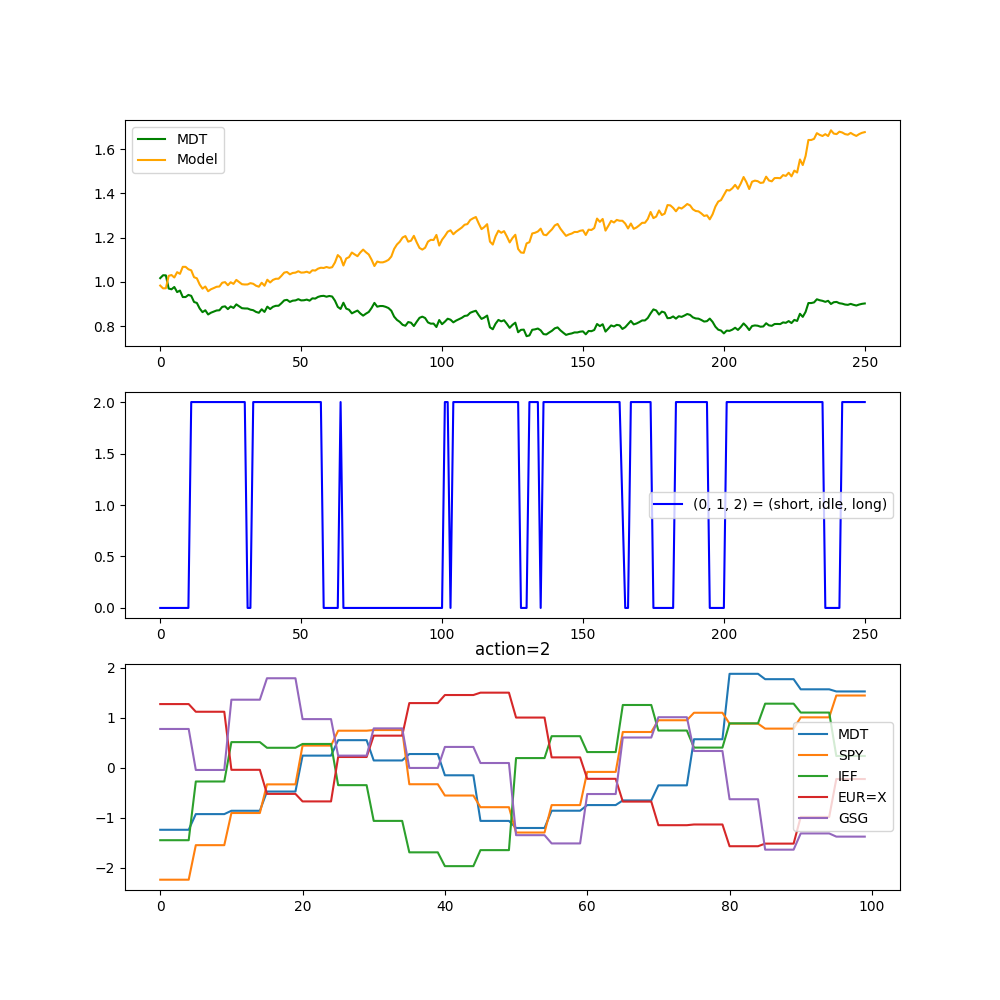 MDT
Model
1.6
1.4
1.2
1.0
0.8
0 50 100 150 200 250
2.0
1.5
1.0
0.5
0.0
(0, 1, 2) = (short, idle, long)
0 50 100 150 200 250
action=2
2
1
0
−1
−2
MDT
SPY
IEF
EUR=X
GSG
0 20 40 60 80 100